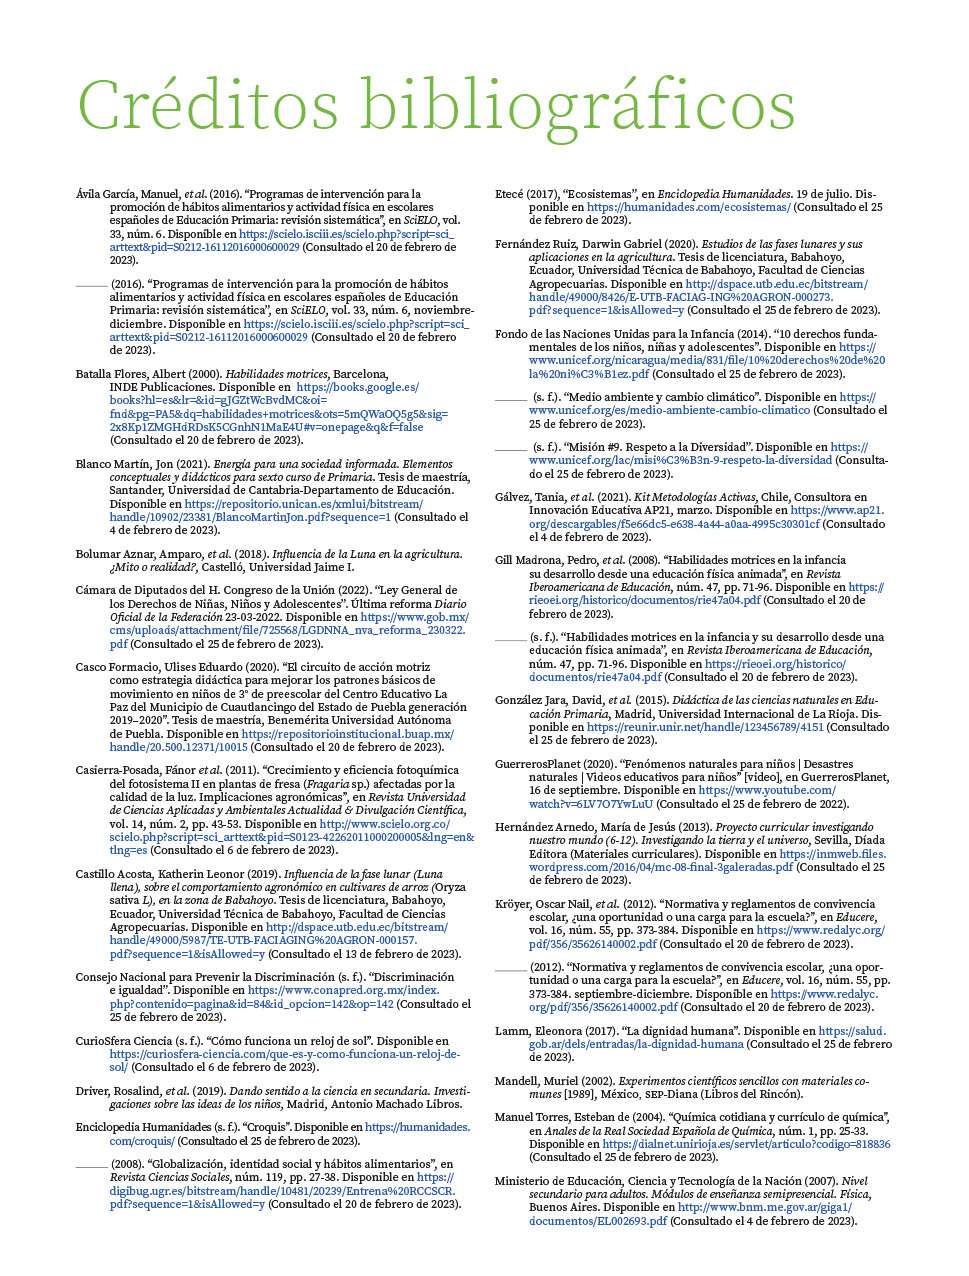 Créditos bibliográficos
Ávila García, Manuel, et al. (2016). “Programas de intervención para la
promoción de hábitos alimentarios y actividad física en escolares
españoles de Educación Primaria: revisión sistemática”, en SciELO, vol.
33, núm. 6. Disponible en https://scielo.isciii.es/scielo.php?script=sci_
arttext&pid=S0212-16112016000600029 (Consultado el 20 de febrero de
2023).
______ (2016). “Programas de intervención para la promoción de hábitos
alimentarios y actividad física en escolares españoles de Educación
Primaria: revisión sistemática”, en SciELO, vol. 33, núm. 6, noviembre-
diciembre. Disponible en https://scielo.isciii.es/scielo.php?script=sci_
arttext&pid=S0212-16112016000600029 (Consultado el 20 de febrero
de 2023).
Batalla Flores, Albert (2000). Habilidades motrices, Barcelona,
INDE Publicaciones. Disponible en https://books.google.es/
books?hl=es&lr=&id=gJGZtWcBvdMC&oi=
fnd&pg=PA5&dq=habilidades+motrices&ots=5mQWaOQ5g5&sig=
2x8Kp1ZMGHdRDsK5CGnhN1MaE4U#v=onepage&q&f=false
(Consultado el 20 de febrero de 2023).
Blanco Martín, Jon (2021). Energía para una sociedad informada. Elementos
conceptuales y didácticos para sexto curso de Primaria. Tesis de maestría,
Santander, Universidad de Cantabria-Departamento de Educación.
Disponible en https://repositorio.unican.es/xmlui/bitstream/
handle/10902/23381/BlancoMartinJon.pdf?sequence=1 (Consultado el
4 de febrero de 2023).
Bolumar Aznar, Amparo, et al. (2018). Influencia de la Luna en la agricultura.
¿Mito o realidad?, Castelló, Universidad Jaime I.
Cámara de Diputados del H. Congreso de la Unión (2022). “Ley General de
los Derechos de Niñas, Niños y Adolescentes”. Última reforma Diario
Oficial de la Federación 23-03-2022. Disponible en https://www.gob.mx/
cms/uploads/attachment/file/725568/LGDNNA_nva_reforma_230322.
pdf (Consultado el 25 de febrero de 2023).
Casco Formacio, Ulises Eduardo (2020). “El circuito de acción motriz
como estrategia didáctica para mejorar los patrones básicos de
movimiento en niños de 3° de preescolar del Centro Educativo La
Paz del Municipio de Cuautlancingo del Estado de Puebla generación
2019–2020”. Tesis de maestría, Benemérita Universidad Autónoma
de Puebla. Disponible en https://repositorioinstitucional.buap.mx/
handle/20.500.12371/10015 (Consultado el 20 de febrero de 2023).
Casierra-Posada, Fánor et al. (2011). “Crecimiento y eficiencia fotoquímica
del fotosistema II en plantas de fresa (Fragaria sp.) afectadas por la
calidad de la luz. Implicaciones agronómicas”, en Revista Universidad
de Ciencias Aplicadas y Ambientales Actualidad & Divulgación Científica,
vol. 14, núm. 2, pp. 43-53. Disponible en http://www.scielo.org.co/
scielo.php?script=sci_arttext&pid=S0123-42262011000200005&lng=en&
tlng=es (Consultado el 6 de febrero de 2023).
Castillo Acosta, Katherin Leonor (2019). Influencia de la fase lunar (Luna
llena), sobre el comportamiento agronómico en cultivares de arroz (Oryza
sativa L), en la zona de Babahoyo. Tesis de licenciatura, Babahoyo,
Ecuador, Universidad Técnica de Babahoyo, Facultad de Ciencias
Agropecuarias. Disponible en http://dspace.utb.edu.ec/bitstream/
handle/49000/5987/TE-UTB-FACIAGING%20AGRON-000157.
pdf?sequence=1&isAllowed=y (Consultado el 13 de febrero de 2023).
Consejo Nacional para Prevenir la Discriminación (s. f.). “Discriminación
e igualdad”. Disponible en https://www.conapred.org.mx/index.
php?contenido=pagina&id=84&id_opcion=142&op=142 (Consultado el
25 de febrero de 2023).
CurioSfera Ciencia (s. f.). “Cómo funciona un reloj de sol”. Disponible en
https://curiosfera-ciencia.com/que-es-y-como-funciona-un-reloj-de-
sol/ (Consultado el 6 de febrero de 2023).
Driver, Rosalind, et al. (2019). Dando sentido a la ciencia en secundaria. Investi-
gaciones sobre las ideas de los niños, Madrid, Antonio Machado Libros.
Enciclopedia Humanidades (s. f.). “Croquis”. Disponible en https://humanidades.
com/croquis/ (Consultado el 25 de febrero de 2023).
______ (2008). “Globalización, identidad social y hábitos alimentarios”, en
Revista Ciencias Sociales, núm. 119, pp. 27-38. Disponible en https://
digibug.ugr.es/bitstream/handle/10481/20239/Entrena%20RCCSCR.
pdf?sequence=1&isAllowed=y (Consultado el 20 de febrero de 2023).
Etecé (2017), “Ecosistemas”, en Enciclopedia Humanidades. 19 de julio. Dis-
ponible en https://humanidades.com/ecosistemas/ (Consultado el 25
de febrero de 2023).
Fernández Ruiz, Darwin Gabriel (2020). Estudios de las fases lunares y sus
aplicaciones en la agricultura. Tesis de licenciatura, Babahoyo,
Ecuador, Universidad Técnica de Babahoyo, Facultad de Ciencias
Agropecuarias. Disponible en http://dspace.utb.edu.ec/bitstream/
handle/49000/8426/E-UTB-FACIAG-ING%20AGRON-000273.
pdf?sequence=1&isAllowed=y (Consultado el 25 de febrero de 2023).
Fondo de las Naciones Unidas para la Infancia (2014). “10 derechos funda-
mentales de los niños, niñas y adolescentes”. Disponible en https://
www.unicef.org/nicaragua/media/831/file/10%20derechos%20de%20
la%20ni%C3%B1ez.pdf (Consultado el 25 de febrero de 2023).
______ (s. f.). “Medio ambiente y cambio climático”. Disponible en https://
www.unicef.org/es/medio-ambiente-cambio-climatico (Consultado el
25 de febrero de 2023).
______ (s. f.). “Misión #9. Respeto a la Diversidad”. Disponible en https://
www.unicef.org/lac/misi%C3%B3n-9-respeto-la-diversidad (Consulta-
do el 25 de febrero de 2023).
Gálvez, Tania, et al. (2021). Kit Metodologías Activas, Chile, Consultora en
Innovación Educativa AP21, marzo. Disponible en https://www.ap21.
org/descargables/f5e66dc5-e638-4a44-a0aa-4995c30301cf (Consultado
el 4 de febrero de 2023).
Gill Madrona, Pedro, et al. (2008). “Habilidades motrices en la infancia
su desarrollo desde una educación física animada”, en Revista
Iberoamericana de Educación, núm. 47, pp. 71-96. Disponible en https://
rieoei.org/historico/documentos/rie47a04.pdf (Consultado el 20 de
febrero de 2023).
______ (s. f.). “Habilidades motrices en la infancia y su desarrollo desde una
educación física animada”, en Revista Iberoamericana de Educación,
núm. 47, pp. 71-96. Disponible en https://rieoei.org/historico/
documentos/rie47a04.pdf (Consultado el 20 de febrero de 2023).
González Jara, David, et al. (2015). Didáctica de las ciencias naturales en Edu-
cación Primaria, Madrid, Universidad Internacional de La Rioja. Dis-
ponible en https://reunir.unir.net/handle/123456789/4151 (Consultado
el 25 de febrero de 2023).
GuerrerosPlanet (2020). “Fenómenos naturales para niños | Desastres
naturales | Videos educativos para niños” [video], en GuerrerosPlanet,
16 de septiembre. Disponible en https://www.youtube.com/
watch?v=6LV7O7YwLuU (Consultado el 25 de febrero de 2022).
Hernández Arnedo, María de Jesús (2013). Proyecto curricular investigando
nuestro mundo (6-12). Investigando la tierra y el universo, Sevilla, Díada
Editora (Materiales curriculares). Disponible en https://inmweb.files.
wordpress.com/2016/04/mc-08-final-3galeradas.pdf (Consultado el 25
de febrero de 2023).
Kröyer, Oscar Nail, et al. (2012). “Normativa y reglamentos de convivencia
escolar, ¿una oportunidad o una carga para la escuela?”, en Educere,
vol. 16, núm. 55, pp. 373-384. Disponible en https://www.redalyc.org/
pdf/356/35626140002.pdf (Consultado el 20 de febrero de 2023).
______ (2012). “Normativa y reglamentos de convivencia escolar, ¿una opor-
tunidad o una carga para la escuela?”, en Educere, vol. 16, núm. 55, pp.
373-384. septiembre-diciembre. Disponible en https://www.redalyc.
org/pdf/356/35626140002.pdf (Consultado el 20 de febrero de 2023).
Lamm, Eleonora (2017). “La dignidad humana”. Disponible en https://salud.
gob.ar/dels/entradas/la-dignidad-humana (Consultado el 25 de febrero
de 2023).
Mandell, Muriel (2002). Experimentos científicos sencillos con materiales co-
munes [1989], México, SEP-Diana (Libros del Rincón).
Manuel Torres, Esteban de (2004). “Química cotidiana y currículo de química”,
en Anales de la Real Sociedad Española de Química, núm. 1, pp. 25-33.
Disponible en https://dialnet.unirioja.es/servlet/articulo?codigo=818836
(Consultado el 25 de febrero de 2023).
Ministerio de Educación, Ciencia y Tecnología de la Nación (2007). Nivel
secundario para adultos. Módulos de enseñanza semipresencial. Física,
Buenos Aires. Disponible en http://www.bnm.me.gov.ar/giga1/
documentos/EL002693.pdf (Consultado el 4 de febrero de 2023).